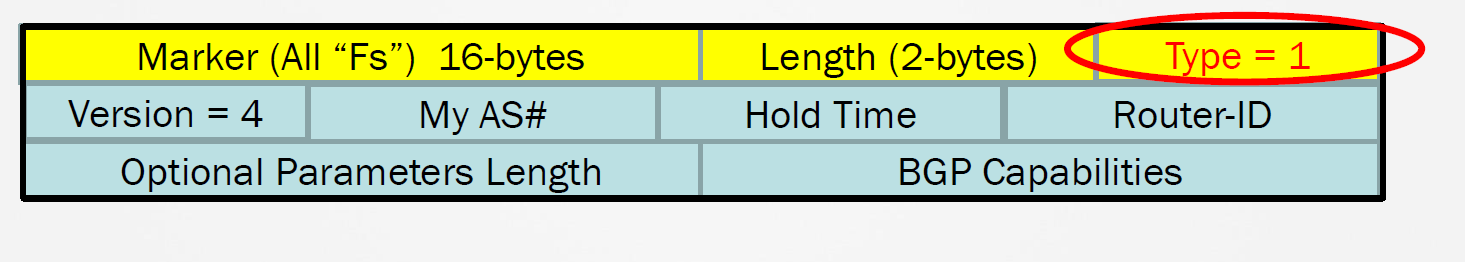 Marker (All “Fs”) 16-bytes Length (2-bytes) Type = 1
Version = 4 My AS# Hold Time Router-ID
Optional Parameters Length BGP Capabilities